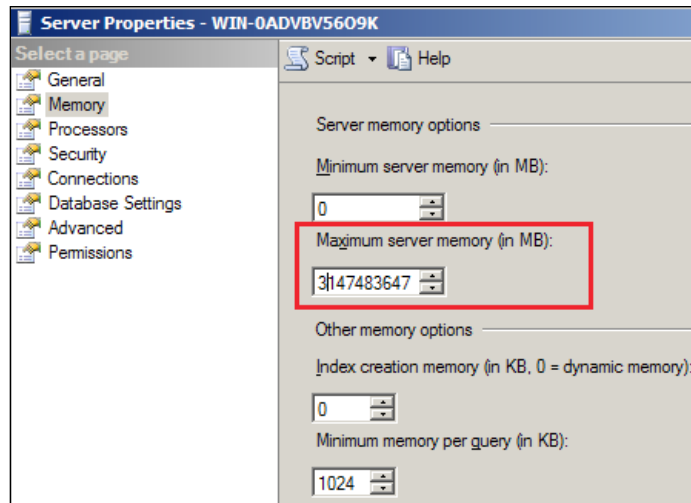 Server Properties - WIN-0ADVBV56O9K
Select a page
Script Help
General
Memory
Processors
Security
Connections
Database Settings
Advanced
Permissions
Server memory options
Minimum server memory (in MB):
0
Maximum server memory (in MB):
3147483647
Other memory options
Index creation memory (in KB, 0 = dynamic memory):
0
Minimum memory per query (in KB):
1024